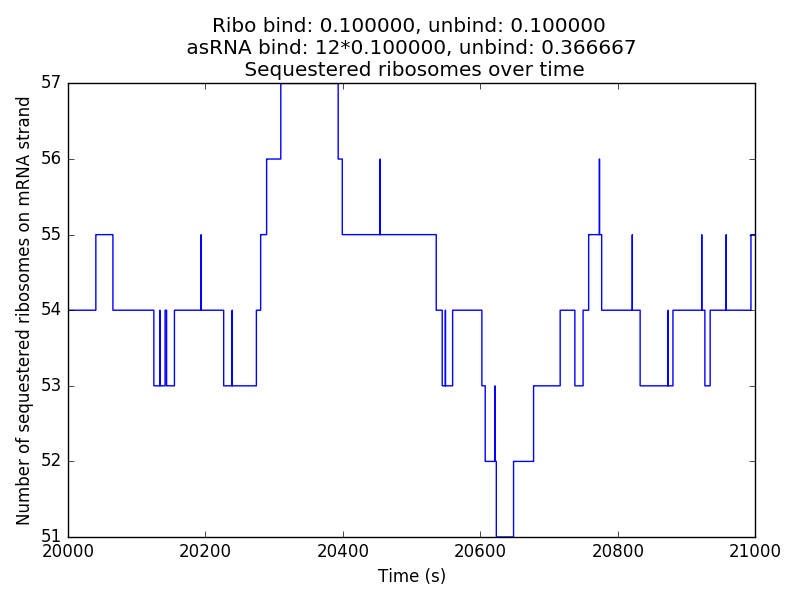 Ribo bind: 0.100000, unbind: 0.100000
asRNA bind: 12*0.100000, unbind: 0.366667
Sequestered ribosomes over time
Number of sequestered ribosomes on mRNA strand
57
56
55
54
53
52
51
20000 20200 20400 20600 20800 21000
Time (s)